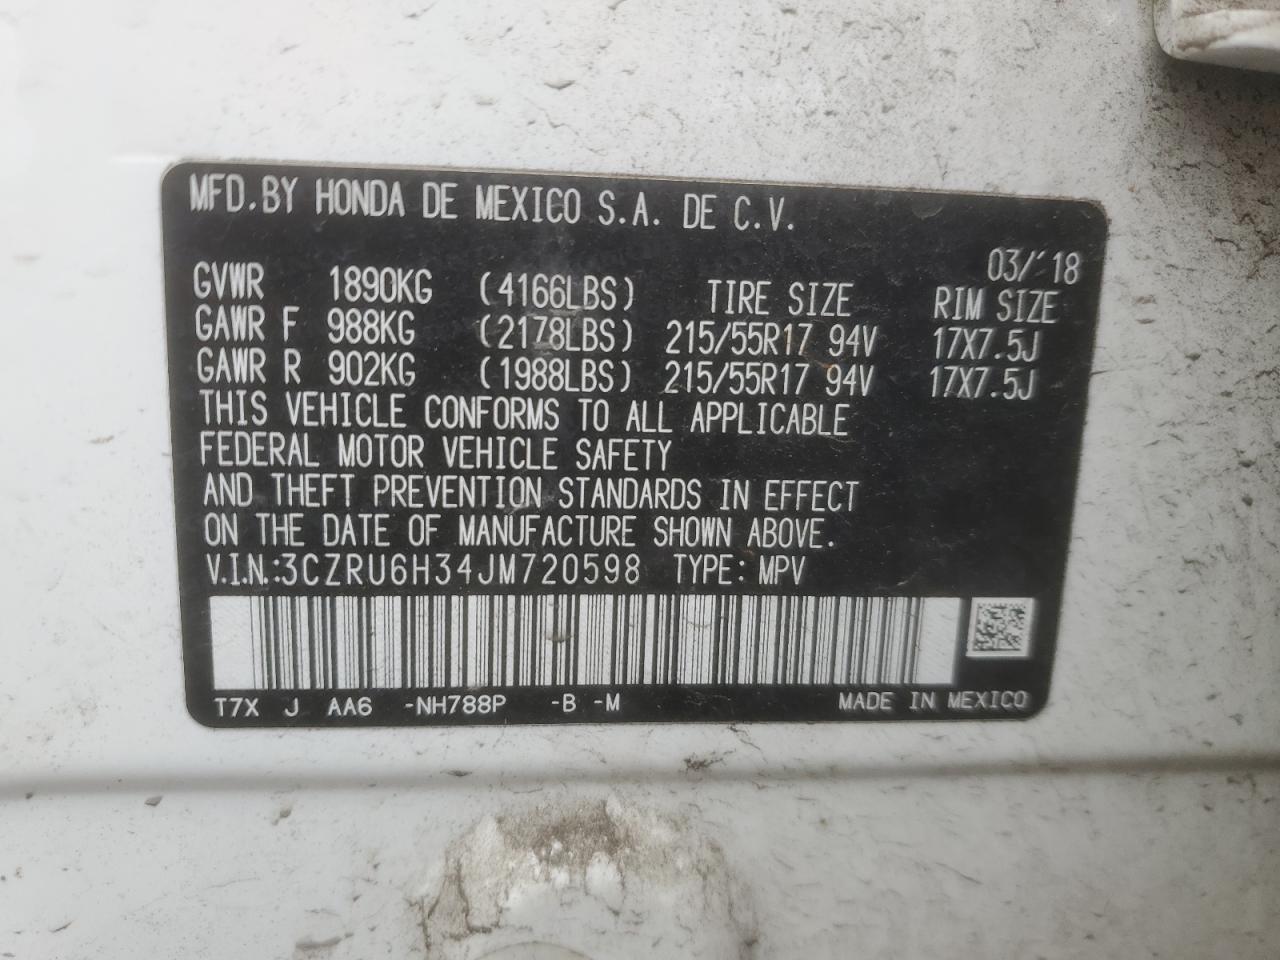 MFD.BY HONDA DE MEXICO S.A. DE C.V.
03/'18
GVWR 1890KG (4166LBS) TIRE SIZE RIM SIZE
GAWR F 988KG (2178LBS) 215/55R17 94V 17X7.5J
GAWR R 902KG (1988LBS) 215/55R17 94V 17X7.5J
THIS VEHICLE CONFORMS TO ALL APPLICABLE
FEDERAL MOTOR VEHICLE SAFETY
AND THEFT PREVENTION STANDARDS IN EFFECT
ON THE DATE OF MANUFACTURE SHOWN ABOVE.
V.I.N.:3CZRU6H34JM720598 TYPE: MPV
T7X J AA6 -NH788P -B -M MADE IN MEXICO